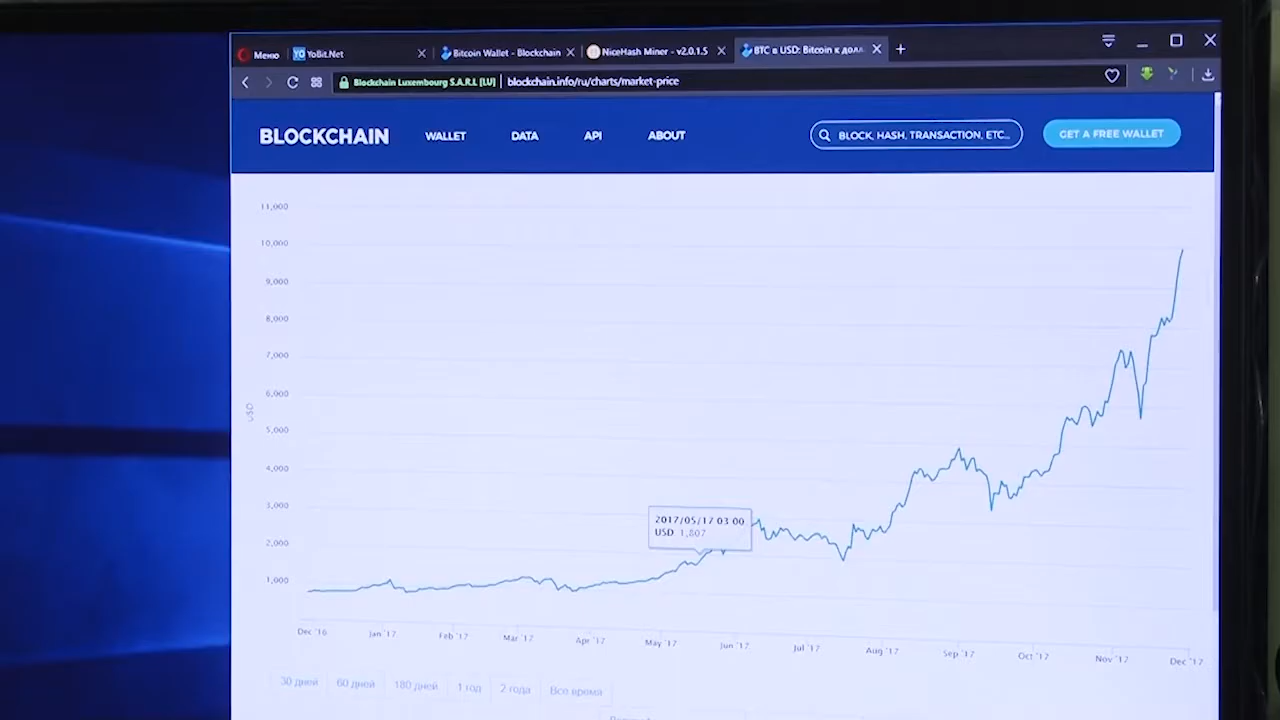 Меню
YoBit.Net
Bitcoin Wallet - Blockchain
NiceHash Miner - v2.0.1.5
BTC в USD: Bitcoin к долл
Blockchain Luxembourg S.A.R.L [LU]
blockchain.info/ru/charts/market-price
BLOCKCHAIN
WALLET
DATA
API
ABOUT
BLOCK, HASH, TRANSACTION, ETC...
GET A FREE WALLET
11,000
10,000
9,000
8,000
7,000
6,000
5,000
4,000
3,000
2,000
1,000
USD
2017/05/17 03 00
USD 1,807
Dec '16
Jan '17
Feb '17
Mar '17
Apr '17
May '17
Jun '17
Jul '17
Aug '17
Sep '17
Oct '17
Nov '17
Dec '17
30 дней
60 дней
180 дней
1 год
2 года
Все время